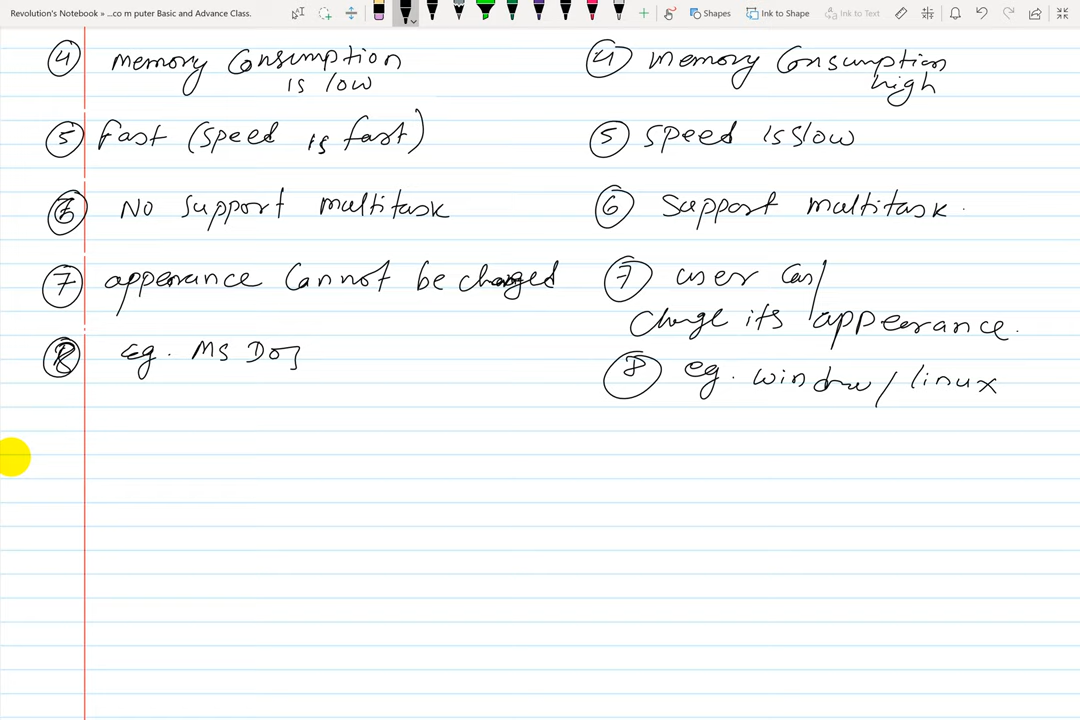 Revolution's Notebook » ...co m puter Basic and Advance Class.
Shapes
Ink to Shape
Ink to Text
④ memory Consumption
is low
⑤ Fast (speed is fast)
⑥ No support multitask
⑦ apperance Cannot be changed
⑧ Eg. MS DOS
④ memory Consumption
high
⑤ speed is slow
⑥ support multitask.
⑦ user can
change its appearance.
⑧ eg. window/linux